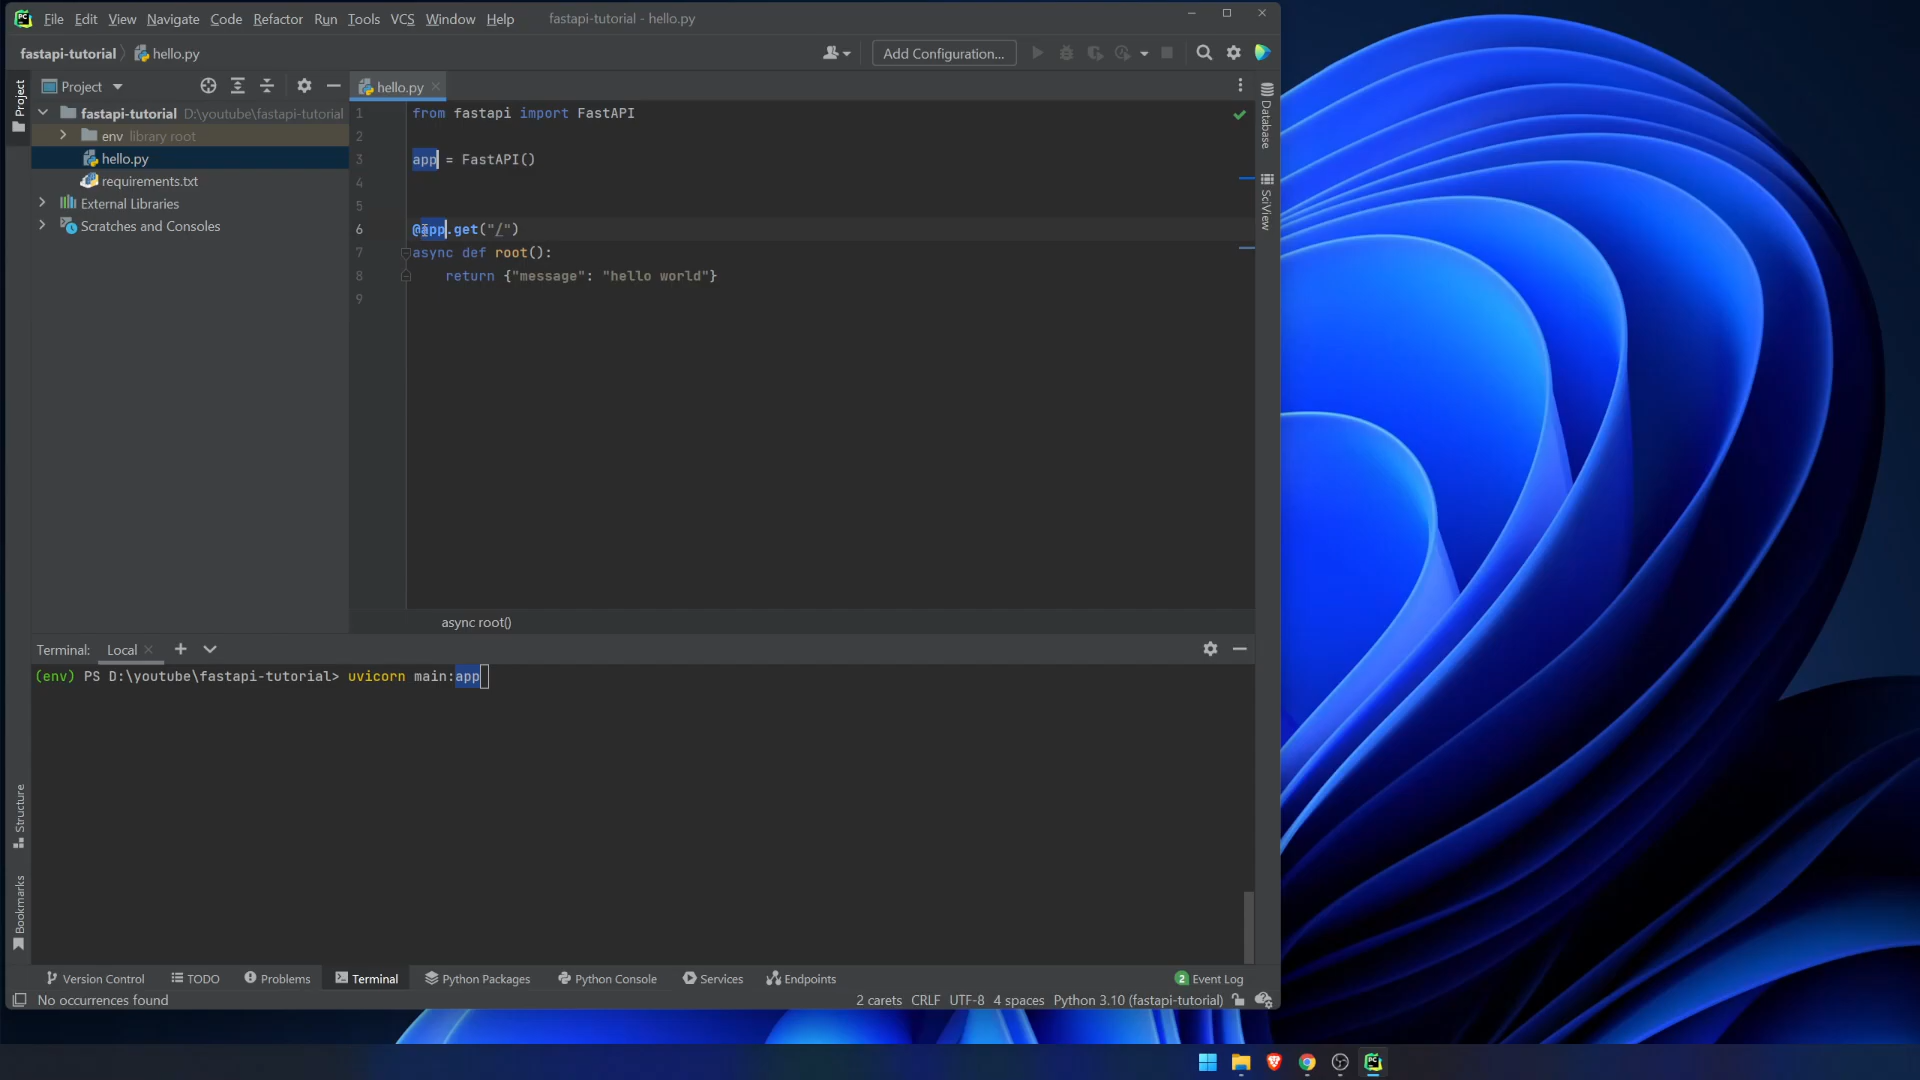 PC File Edit View Navigate Code Refactor Run Tools VCS Window Help fastapi-tutorial - hello.py
fastapi-tutorial hello.py Add Configuration...
Project hello.py
1 from fastapi import FastAPI
2
3 app = FastAPI()
4
5
6 @app.get("/")
7 async def root():
8 return {"message": "hello world"}
9
fastapi-tutorial D:\youtube\fastapi-tutorial
env library root
hello.py
requirements.txt
External Libraries
Scratches and Consoles
Project
Structure
Bookmarks
Database
SciView
async root()
Terminal: Local
(env) PS D:\youtube\fastapi-tutorial> uvicorn main:app
Version Control TODO Problems Terminal Python Packages Python Console Services Endpoints 2 Event Log
No occurrences found 2 carets CRLF UTF-8 4 spaces Python 3.10 (fastapi-tutorial)
PC